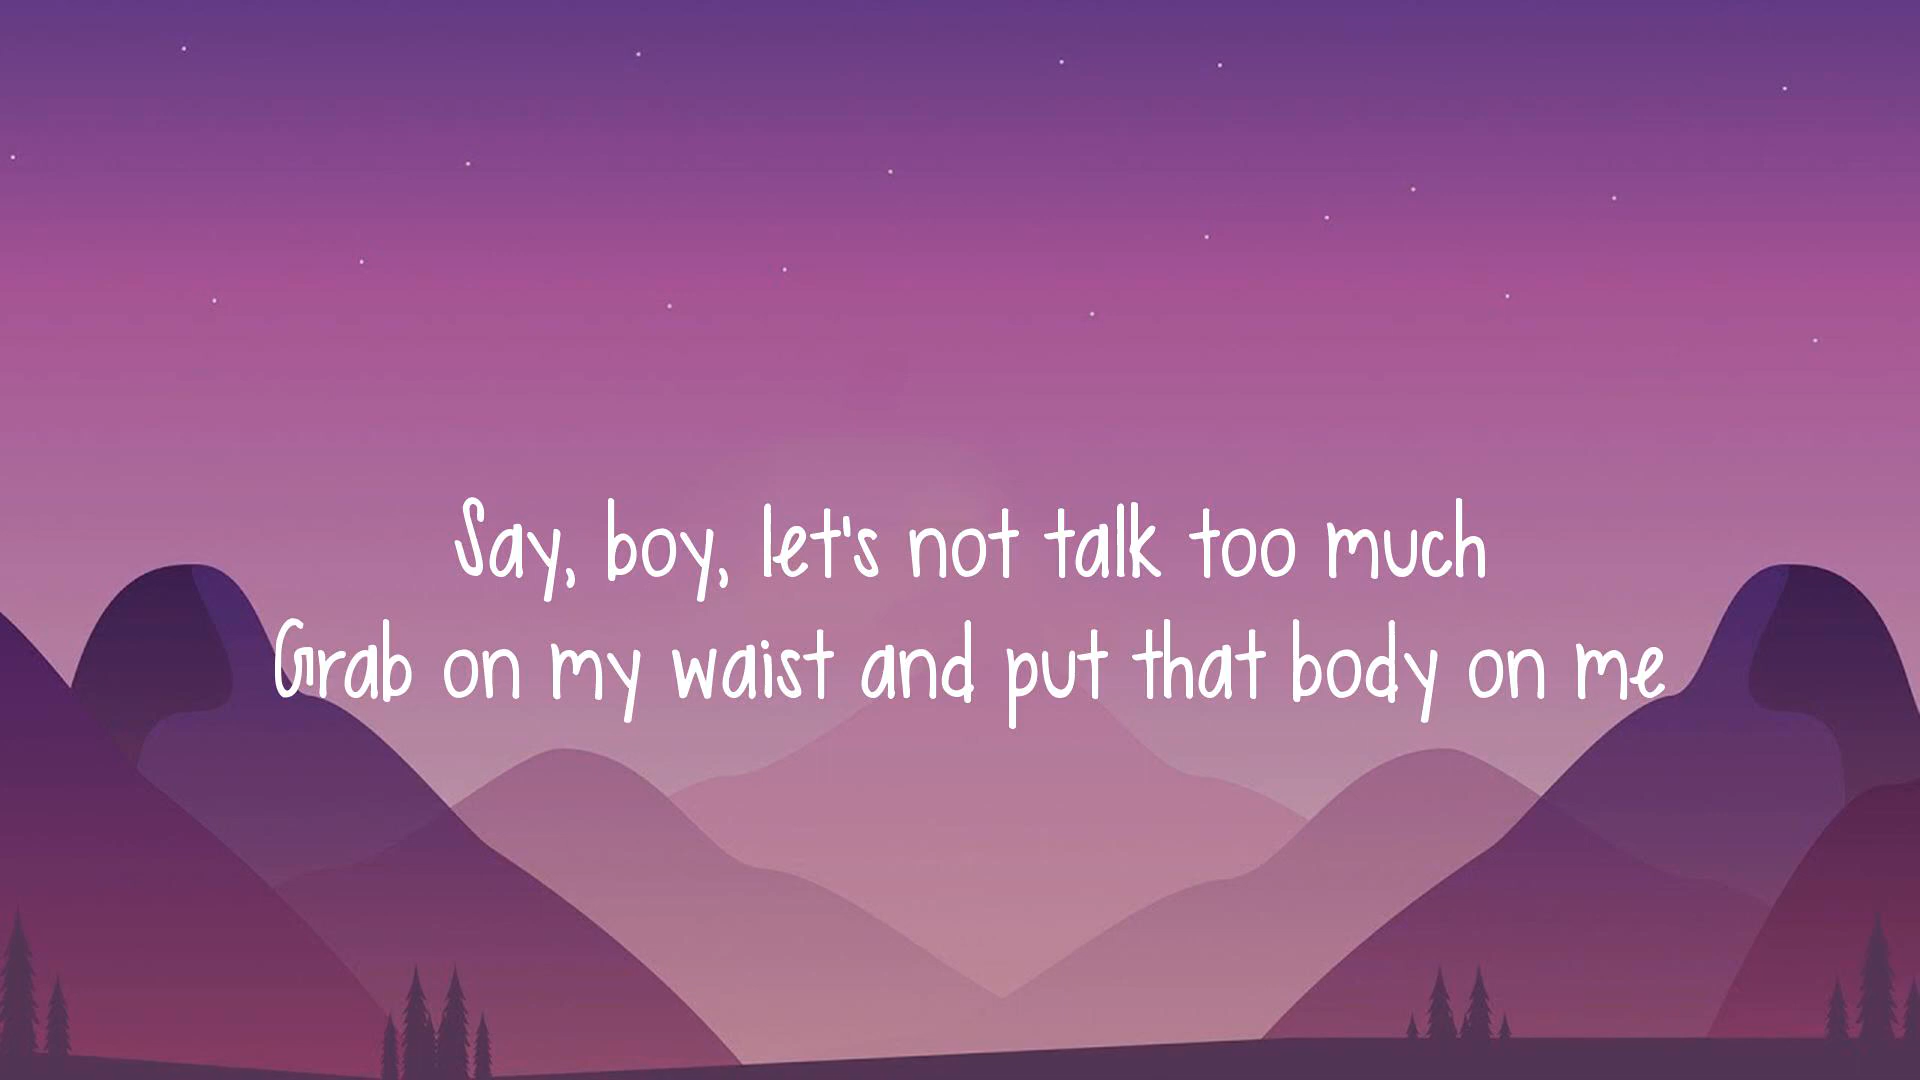 Say, boy, let's not talk too much
Grab on my waist and put that body on me